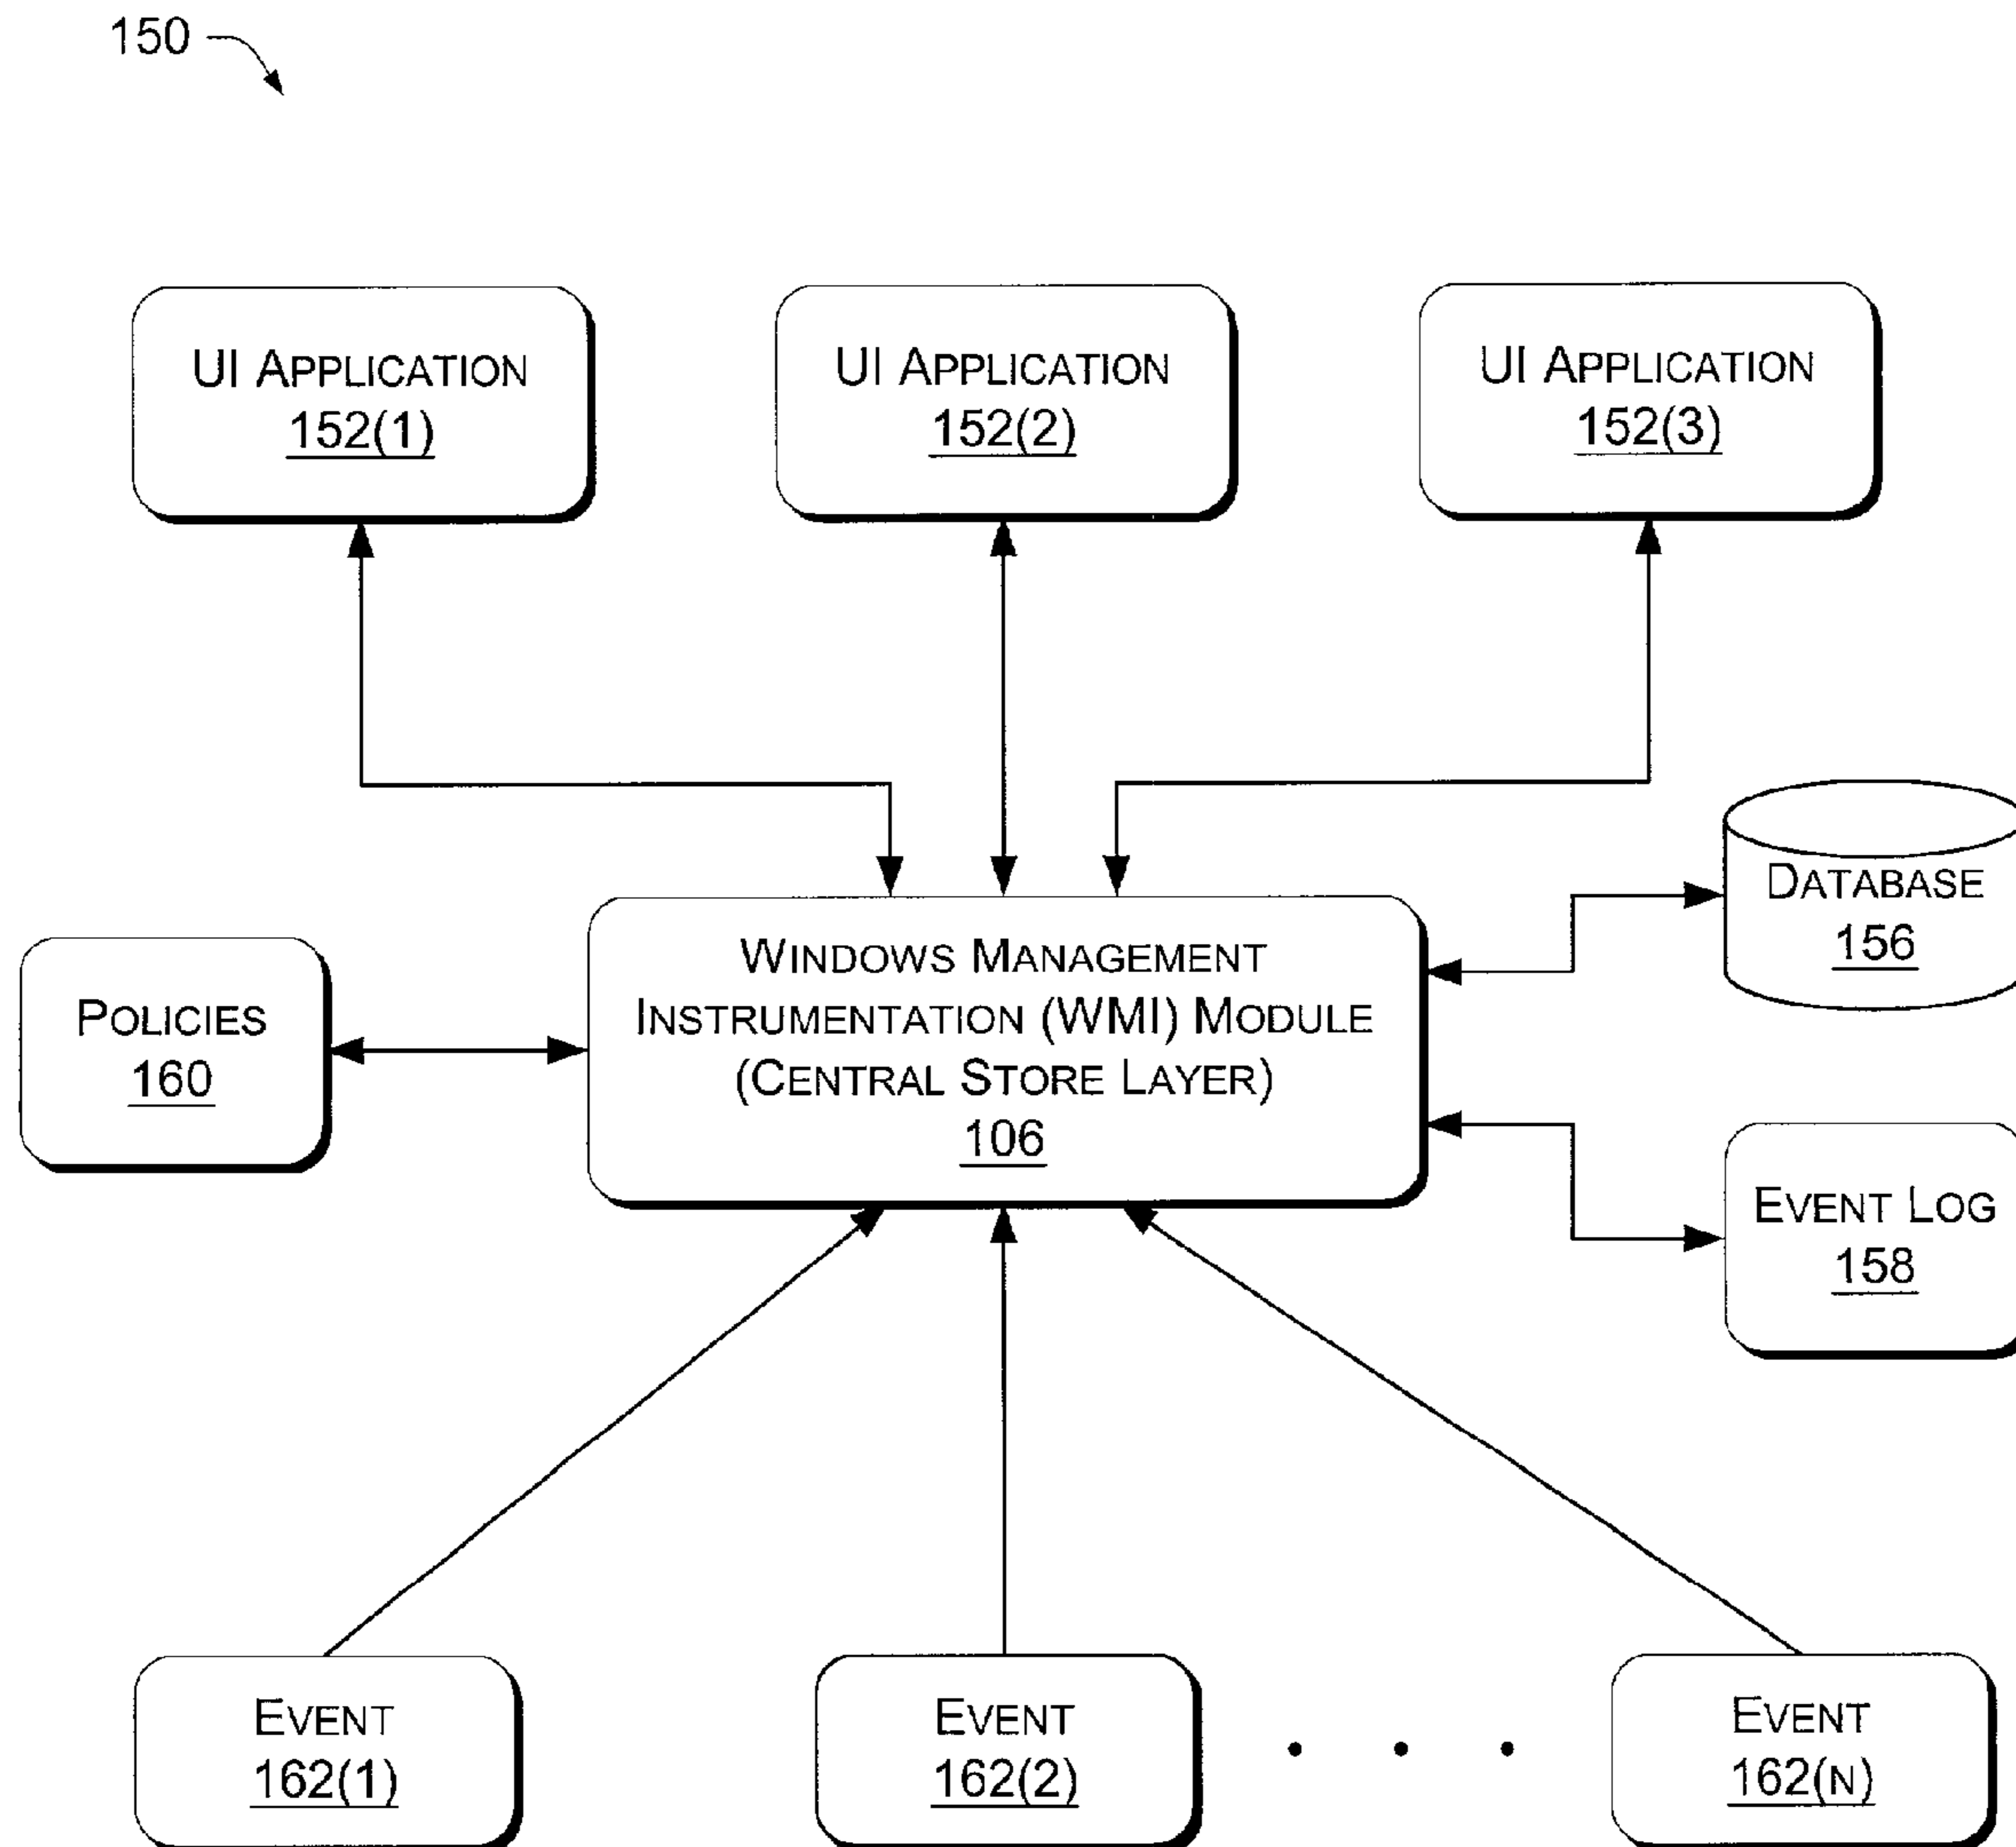 150
UI APPLICATION
152(1)
UI APPLICATION
152(2)
UI APPLICATION
152(3)
DATABASE
156
WINDOWS MANAGEMENT
INSTRUMENTATION (WMI) MODULE
(CENTRAL STORE LAYER)
106
POLICIES
160
EVENT LOG
158
EVENT
162(1)
EVENT
162(2)
. . .
EVENT
162(N)